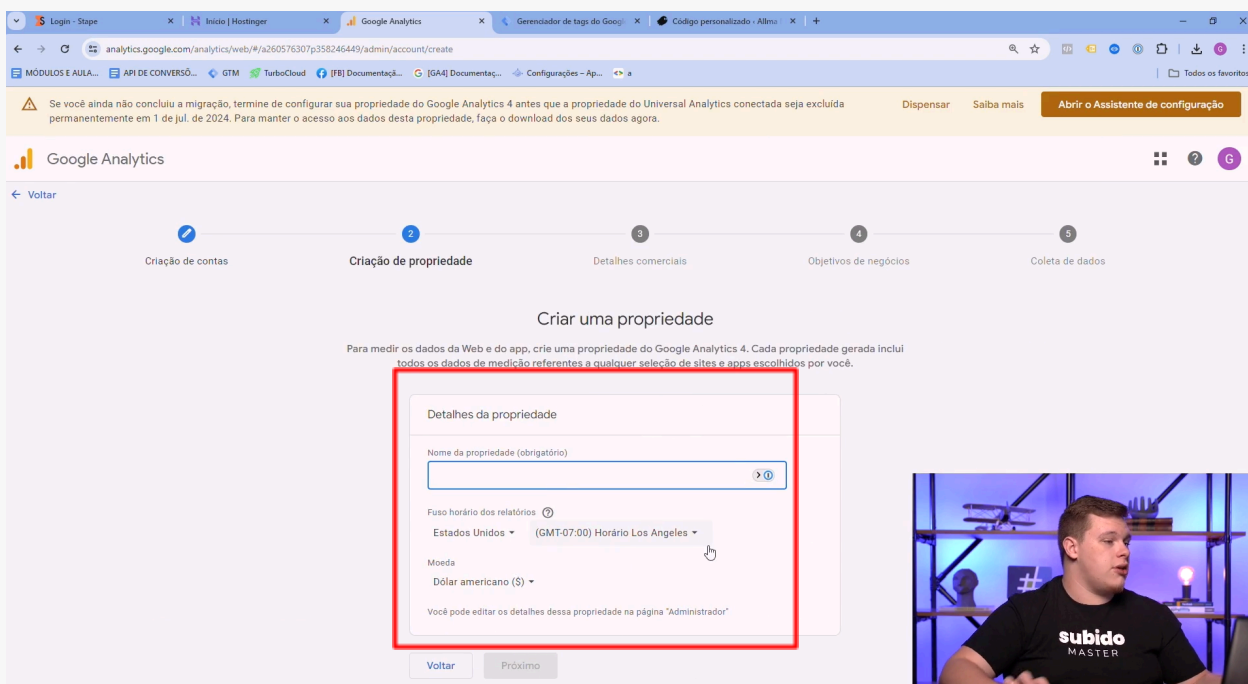 Login - Stape
Início | Hostinger
Google Analytics
Gerenciador de tags do Googl
Código personalizado ‹ Allma
analytics.google.com/analytics/web/#/a260576307p358246449/admin/account/create
MÓDULOS E AULA...
API DE CONVERSÕ...
GTM
TurboCloud
[FB] Documentaçã...
[GA4] Documentaç...
Configurações – Ap...
a
Todos os favoritos
Se você ainda não concluiu a migração, termine de configurar sua propriedade do Google Analytics 4 antes que a propriedade do Universal Analytics conectada seja excluída
permanentemente em 1 de jul. de 2024. Para manter o acesso aos dados desta propriedade, faça o download dos seus dados agora.
Dispensar
Saiba mais
Abrir o Assistente de configuração
Google Analytics
G
Voltar
2
3
4
5
Criação de contas
Criação de propriedade
Detalhes comerciais
Objetivos de negócios
Coleta de dados
Criar uma propriedade
Para medir os dados da Web e do app, crie uma propriedade do Google Analytics 4. Cada propriedade gerada inclui
todos os dados de medição referentes a qualquer seleção de sites e apps escolhidos por você.
Detalhes da propriedade
Nome da propriedade (obrigatório)
Fuso horário dos relatórios
Estados Unidos
(GMT-07:00) Horário Los Angeles
Moeda
Dólar americano ($)
Você pode editar os detalhes dessa propriedade na página "Administrador"
Voltar
Próximo
#
subido
MASTER